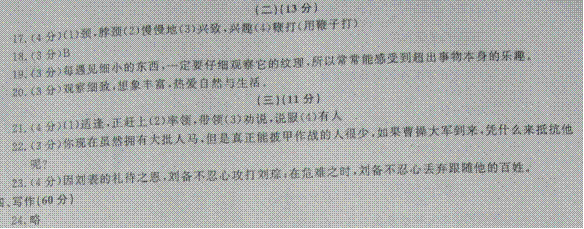 (二)(13 分)
17.(4 分)(1)颈,脖颈(2)慢慢地(3)兴致,兴趣(4)鞭打(用鞭子打)
18.(3 分)B
19.(3 分)每遇见细小的东西,一定要仔细观察它的纹理,所以常常能感受到超出事物本身的乐趣。
20.(3 分)观察细致,想象丰富,热爱自然与生活。
(三)(11 分)
21.(4 分)(1)适逢,正赶上(2)率领,带领(3)劝说,说服(4)有人
22.(3 分)你现在虽然拥有大批人马,但是真正能披甲作战的人很少,如果曹操大军到来,凭什么来抵抗他
呢?
23.(4 分)因刘表的礼待之恩,刘备不忍心攻打刘琮;在危难之时,刘备不忍心丢弃跟随他的百姓。
四、写作(60 分)
24.略